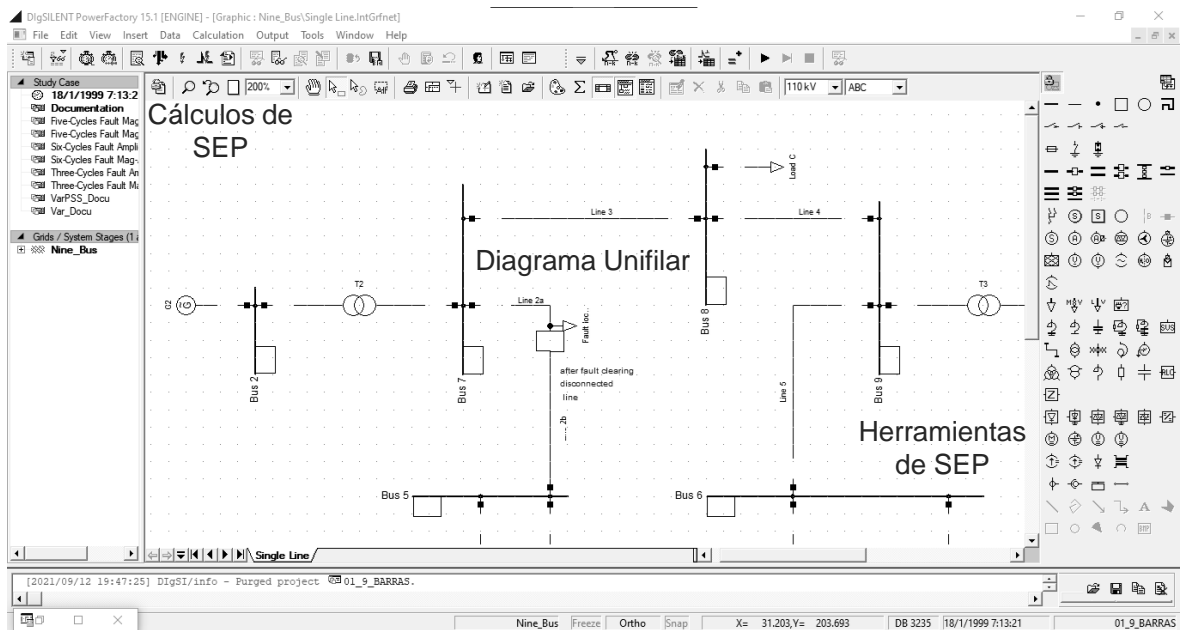 DIgSILENT PowerFactory 15.1 [ENGINE] - [Graphic : Nine_Bus\Single Line.IntGrfnet]
File Edit View Insert Data Calculation Output Tools Window Help
Study Case
18/1/1999 7:13:2
Documentation
Five-Cycles Fault Mag
Five-Cycles Fault Mag
Six-Cycles Fault Ampli
Six-Cycles Fault Mag-
Three-Cycles Fault Am
Three-Cycles Fault Ma
VarPSS_Docu
Var_Docu
Grids / System Stages (1
Nine_Bus
200%
110 kV
ABC
Cálculos de
SEP
Load C
Line 3
Line 4
Diagrama Unifilar
G2
T2
Line 2a
Fault loc..
T3
Bus 2
Bus 7
Bus 8
Bus 9
after fault clearing
disconnected
line
Line 5
Herramientas
de SEP
Bus 5
Bus 6
Single Line
[2021/09/12 19:47:25] DIgSI/info - Purged project 01_9_BARRAS.
Nine_Bus Freeze Ortho Snap X= 31.203,Y= 203.693 DB 3235 18/1/1999 7:13:21 01_9_BARRAS